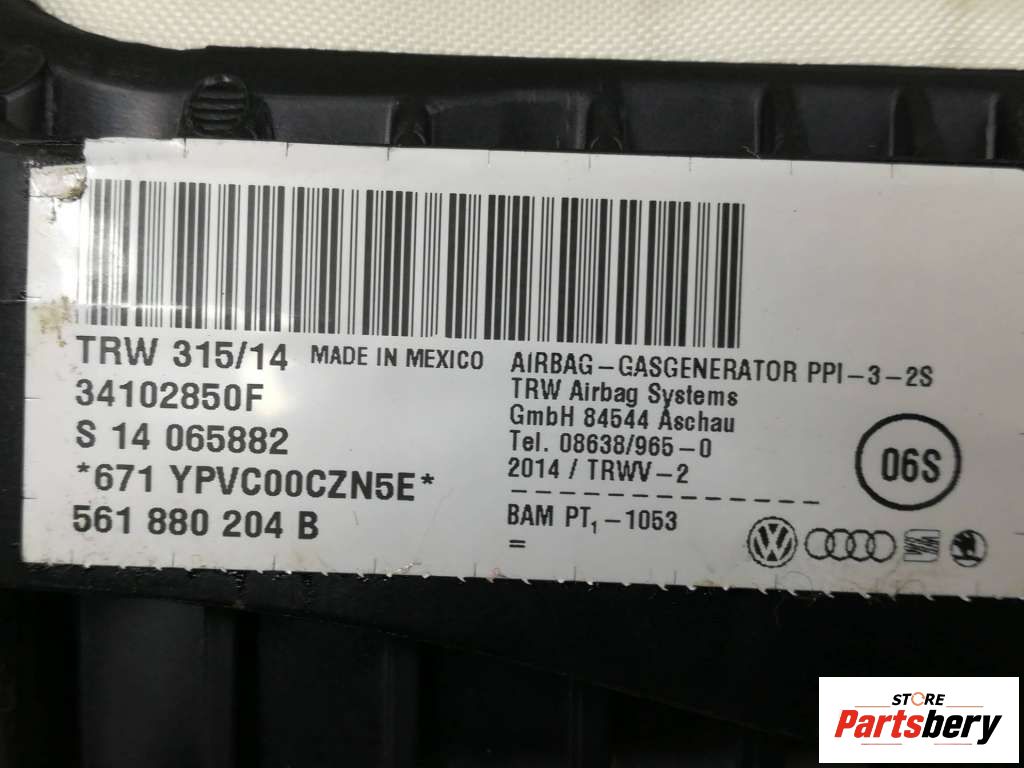 TRW 315/14 MADE IN MEXICO
34102850F
S 14 065882
*671 YPVC00CZN5E*
561 880 204 B
AIRBAG-GASGENERATOR PPI-3-2S
TRW Airbag Systems
GmbH 84544 Aschau
Tel. 08638/965-0
2014 / TRWV-2
BAM PT₁-1053
=
06S
STORE
Partsbery